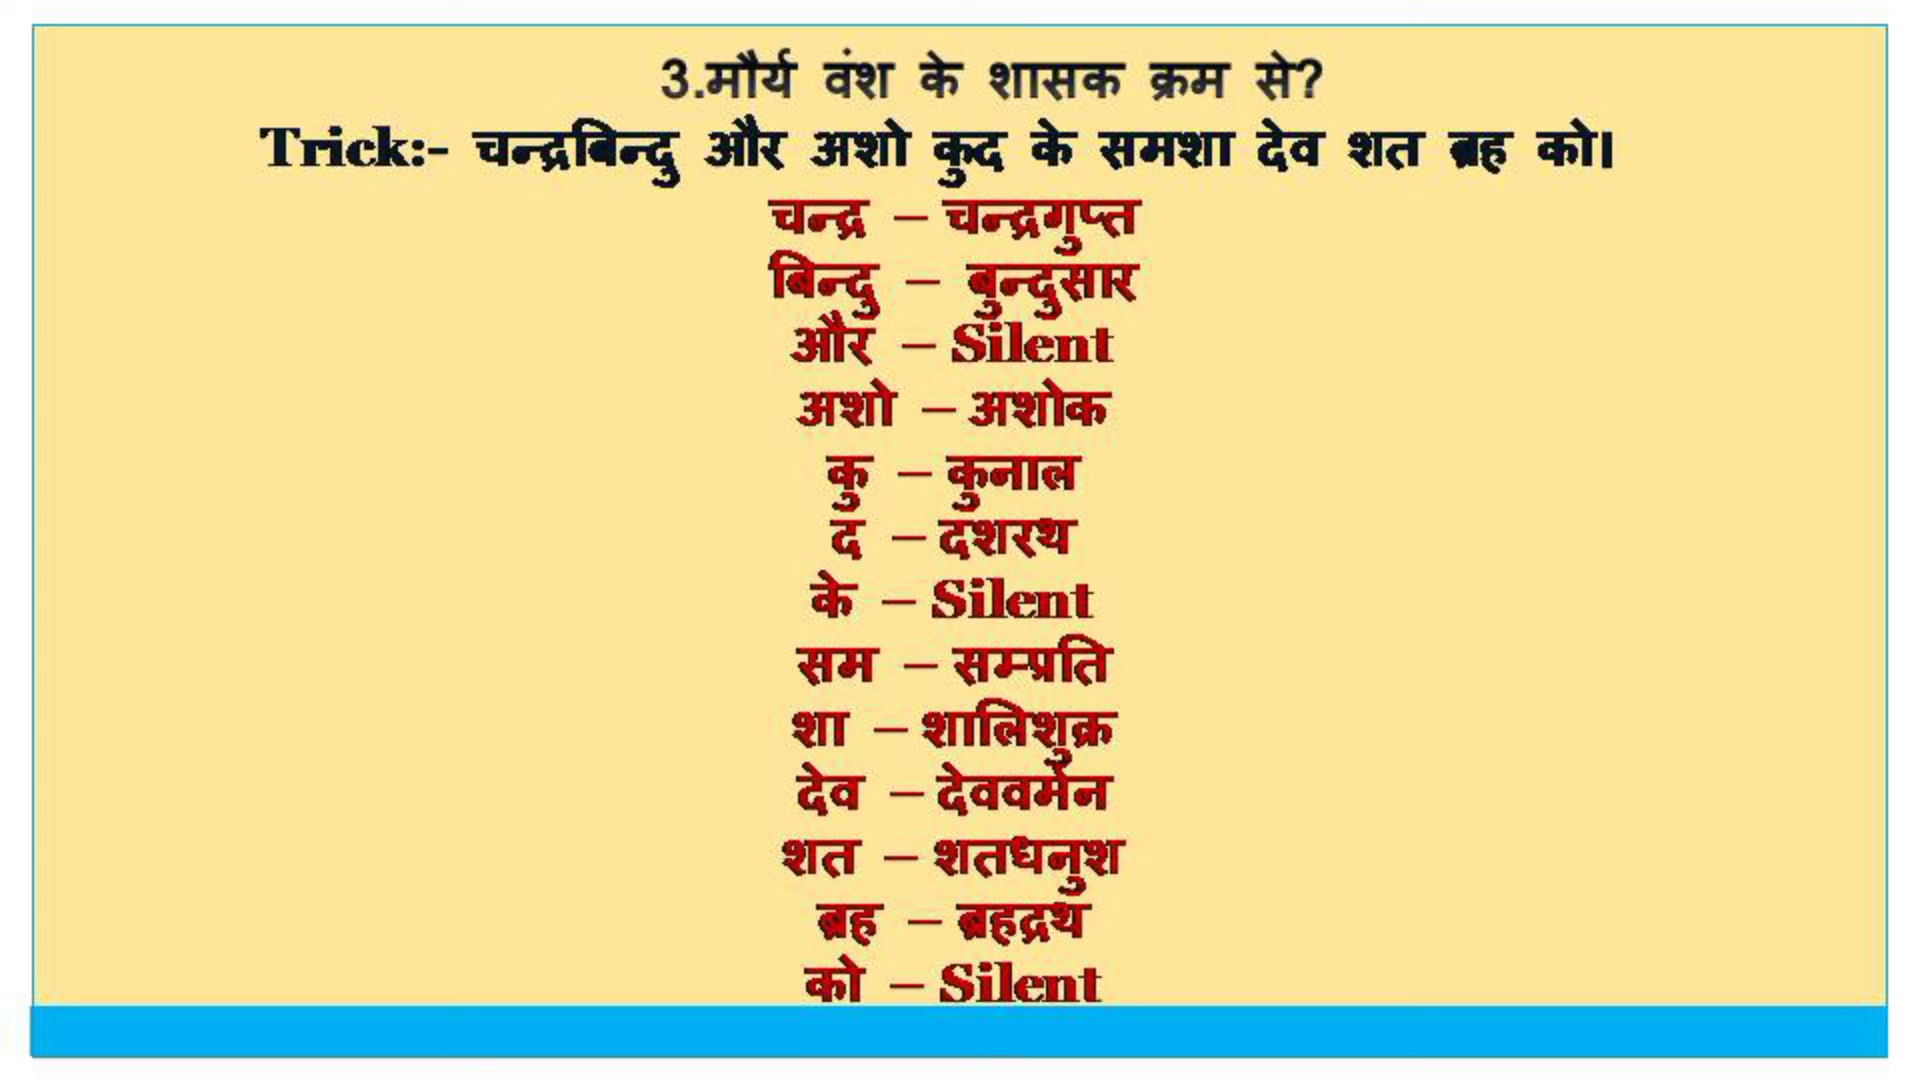 3.मौर्य वंश के शासक क्रम से?
Trick:- चन्द्रबिन्दु और अशो कुद के समशा देव शत ब्रह को।
चन्द्र – चन्द्रगुप्त
बिन्दु – बुन्दुसार
और – Silent
अशो – अशोक
कु – कुनाल
द – दशरथ
के – Silent
सम – सम्प्रति
शा – शालिशुक्र
देव – देववर्मन
शत – शतधनुश
ब्रह – ब्रहद्रथ
को – Silent